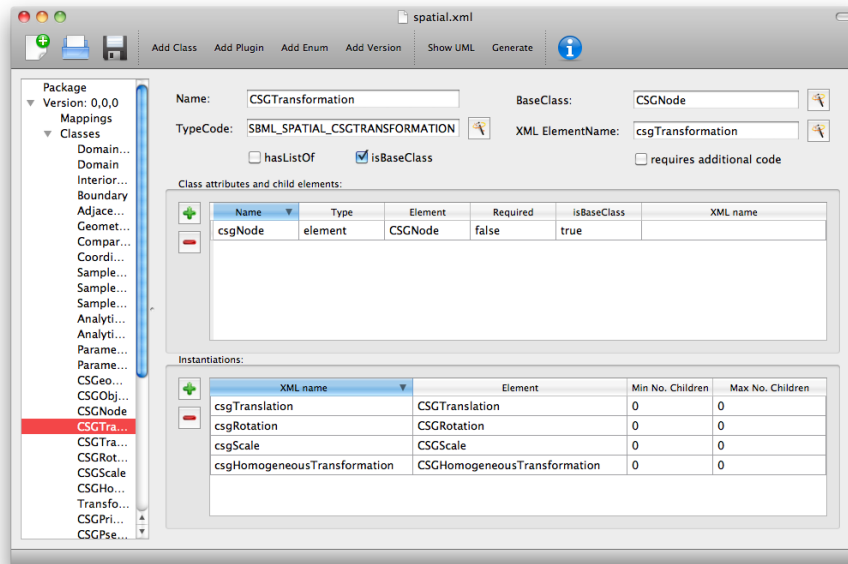 spatial.xml
Add Class Add Plugin Add Enum Add Version Show UML Generate
Package
Version: 0,0,0
Mappings
Classes
Domain...
Domain
Interior...
Boundary
Adjace...
Geomet...
Compar...
Coordi...
Sample...
Sample...
Sample...
Analyti...
Analyti...
Parame...
Parame...
CSGeo...
CSGObj...
CSGNode
CSGTra...
CSGTra...
CSGRot...
CSGScale
CSGHo...
Transfo...
CSGPri...
CSGPse...
Name: CSGTransformation BaseClass: CSGNode
TypeCode: SBML_SPATIAL_CSGTRANSFORMATION XML ElementName: csgTransformation
hasListOf isBaseClass requires additional code
Class attributes and child elements:
Name Type Element Required isBaseClass XML name
csgNode element CSGNode false true
Instantiations:
XML name Element Min No. Children Max No. Children
csgTranslation CSGTranslation 0 0
csgRotation CSGRotation 0 0
csgScale CSGScale 0 0
csgHomogeneousTransformation CSGHomogeneousTransformation 0 0